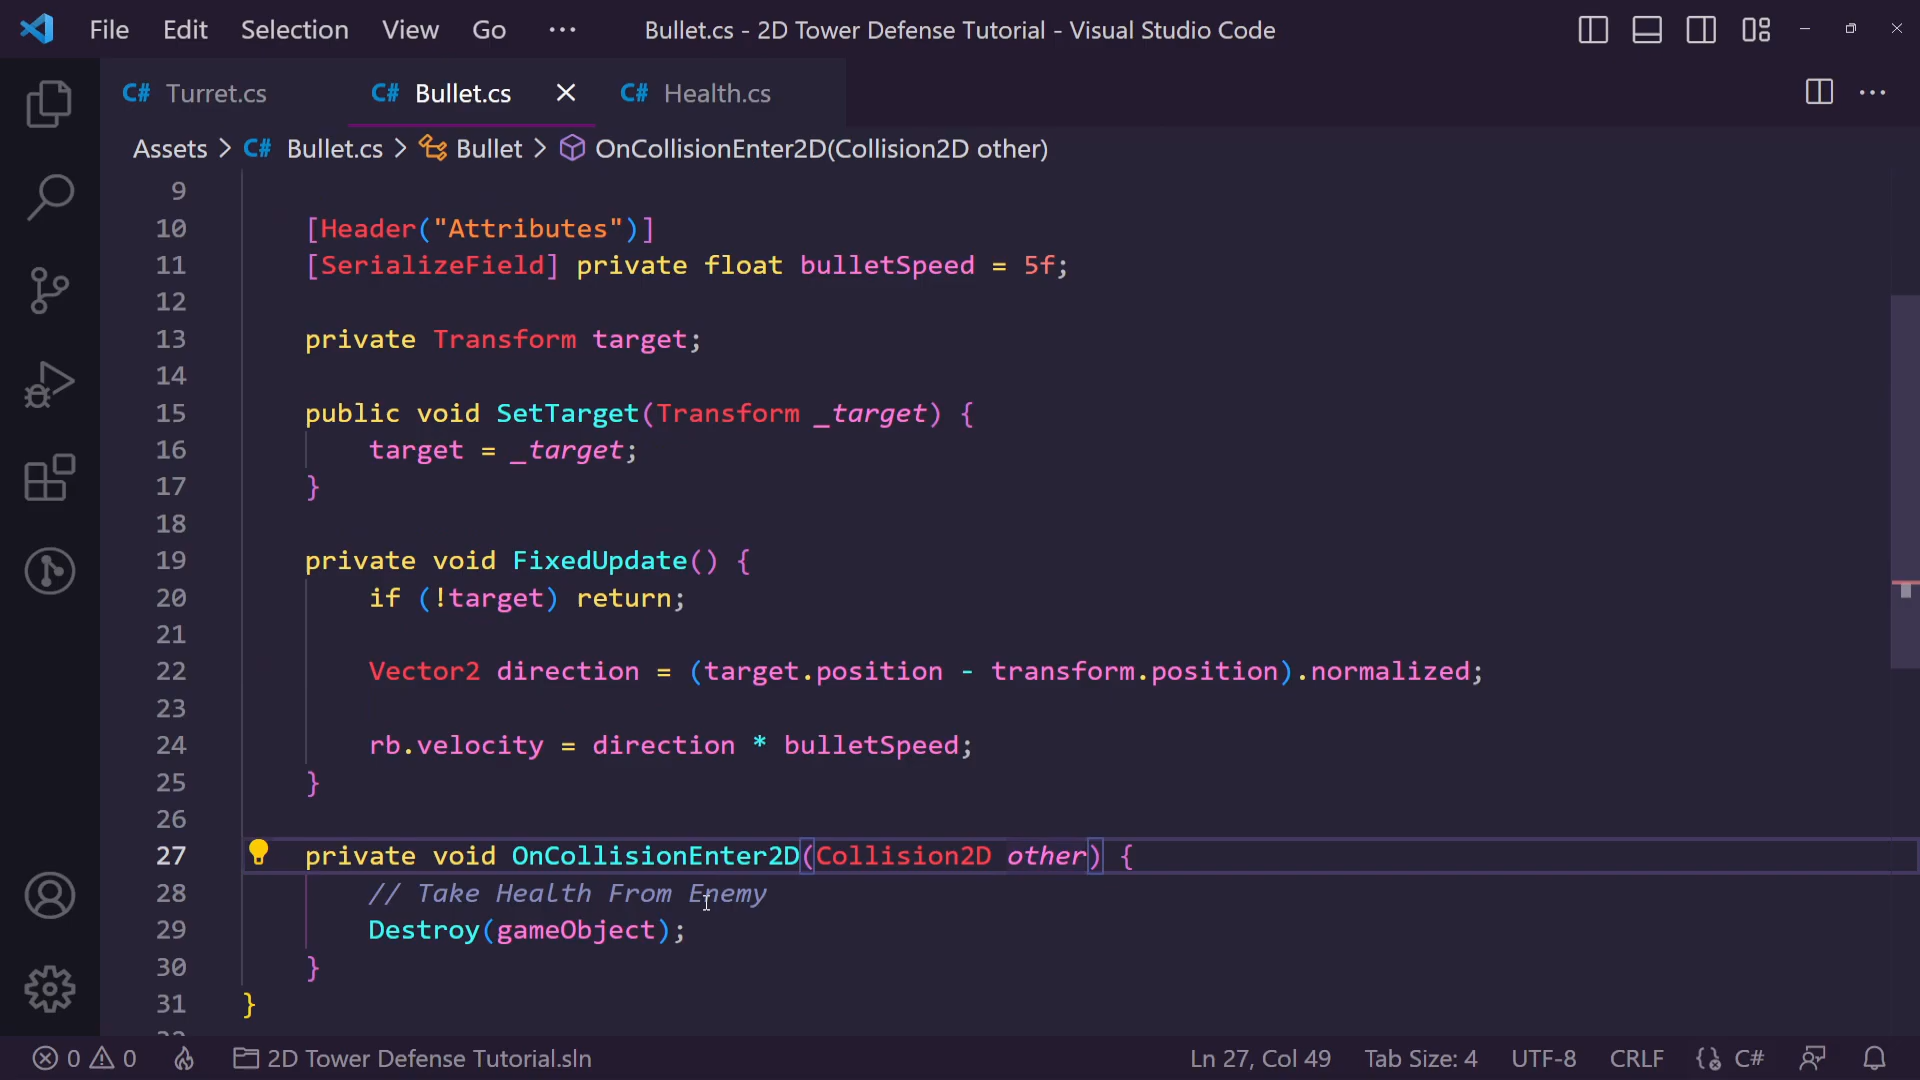 File Edit Selection View Go ··· Bullet.cs - 2D Tower Defense Tutorial - Visual Studio Code
C# Turret.cs C# Bullet.cs C# Health.cs
Assets > C# Bullet.cs > Bullet > OnCollisionEnter2D(Collision2D other)
9
10 [Header("Attributes")]
11 [SerializeField] private float bulletSpeed = 5f;
12
13 private Transform target;
14
15 public void SetTarget(Transform _target) {
16 target = _target;
17 }
18
19 private void FixedUpdate() {
20 if (!target) return;
21
22 Vector2 direction = (target.position - transform.position).normalized;
23
24 rb.velocity = direction * bulletSpeed;
25 }
26
27 private void OnCollisionEnter2D(Collision2D other) {
28 // Take Health From Enemy
29 Destroy(gameObject);
30 }
31 }
0 0 2D Tower Defense Tutorial.sln Ln 27, Col 49 Tab Size: 4 UTF-8 CRLF C#